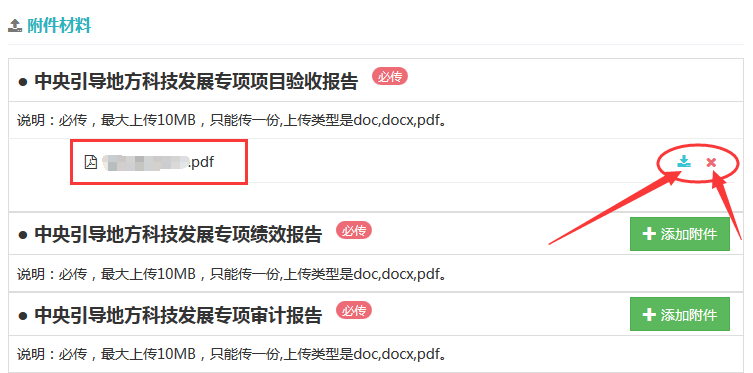 附件材料
中央引导地方科技发展专项项目验收报告 必传
说明：必传，最大上传10MB，只能传一份,上传类型是doc,docx,pdf。
.pdf
中央引导地方科技发展专项绩效报告 必传 添加附件
说明：必传，最大上传10MB，只能传一份,上传类型是doc,docx,pdf。
中央引导地方科技发展专项审计报告 必传 添加附件
说明：必传，最大上传10MB，只能传一份,上传类型是doc,docx,pdf。